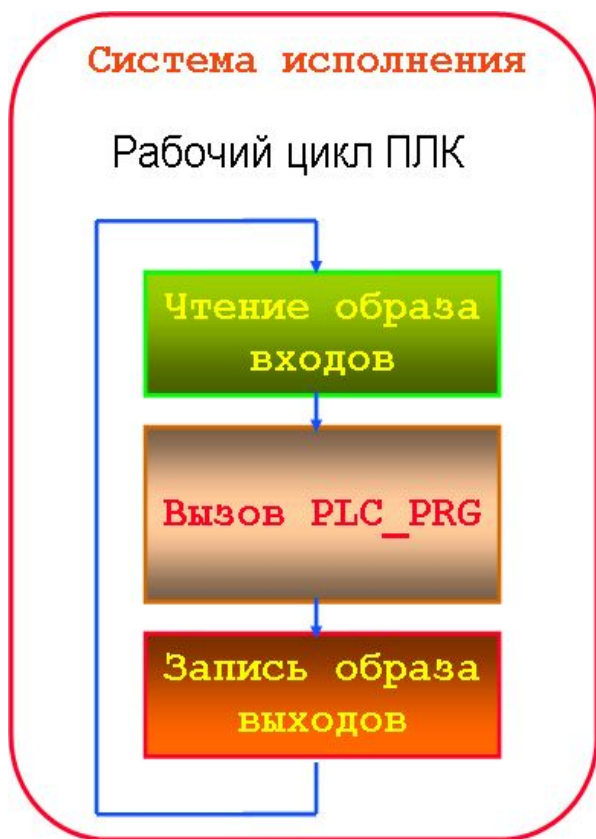 Система исполнения
Рабочий цикл ПЛК
Чтение образа
входов
Вызов PLC_PRG
Запись образа
выходов